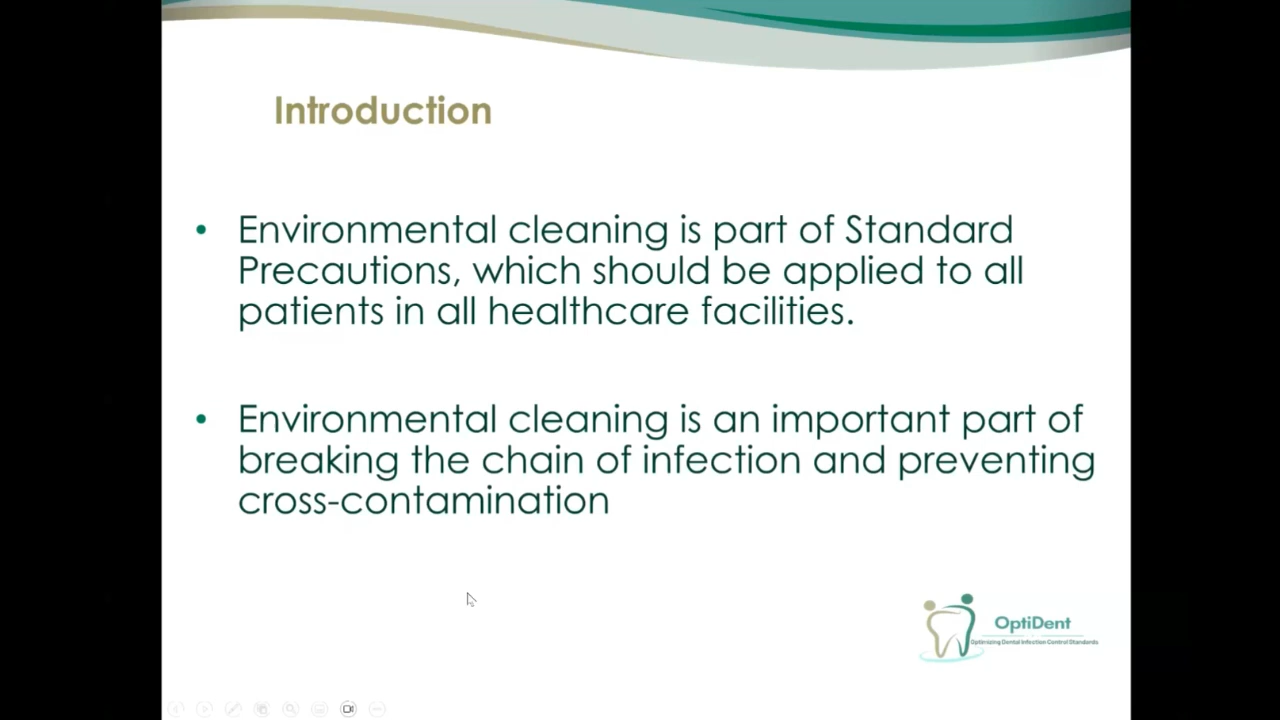 Introduction
• Environmental cleaning is part of Standard
Precautions, which should be applied to all
patients in all healthcare facilities.
• Environmental cleaning is an important part of
breaking the chain of infection and preventing
cross-contamination
OptiDent
Optimizing Dental Infection Control Standards